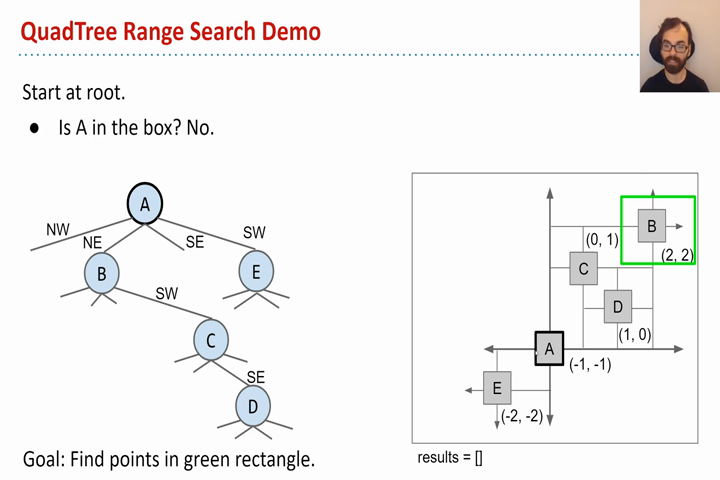 QuadTree Range Search Demo
Start at root.
● Is A in the box? No.
A
NW
NE
SE
SW
B
E
SW
C
SE
D
Goal: Find points in green rectangle.
B
(0, 1)
(2, 2)
C
D
(1, 0)
A
(-1, -1)
E
(-2, -2)
results = []